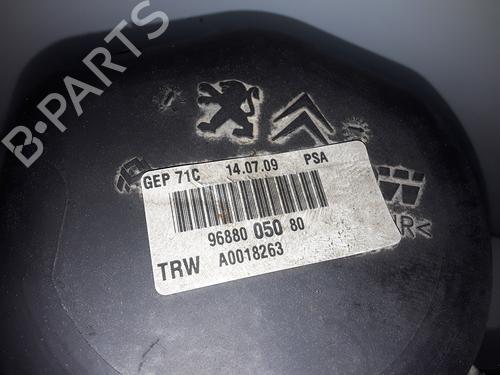 B-PARTS
GEP 71C 14.07.09 PSA
96880 050 80
TRW A0018263
R<